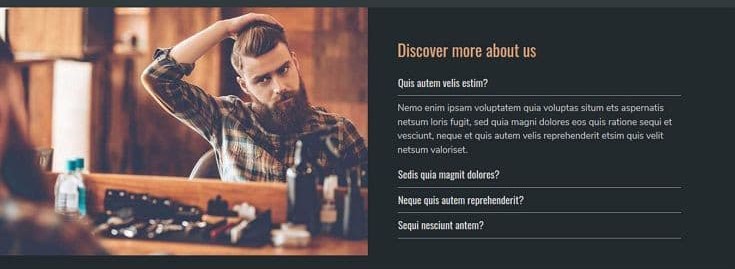 Discover more about us
Quis autem velis estim?
Nemo enim ipsam voluptatem quia voluptas situm ets aspernatis
netsum loris fugit, sed quia magni dolores eos quis ratione sequi et
vesciunt, neque et quis autem velis reprehenderit etsim quis velit
netsum valoriset.
Sedis quia magnit dolores?
Neque quis autem reprehenderit?
Sequi nesciunt antem?